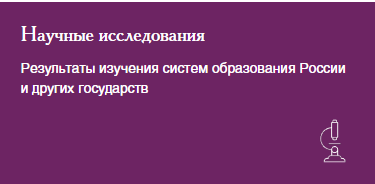 Научные исследования
Результаты изучения систем образования России
и других государств